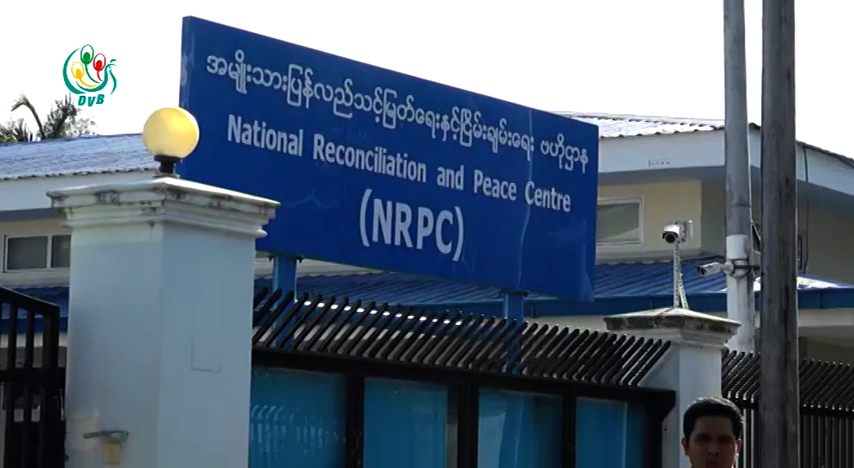 DVB
အမျိုးသားပြန်လည်သင့်မြတ်ရေးနှင့်ငြိမ်းချမ်းရေး ဗဟိုဌာန
National Reconciliation and Peace Centre
(NRPC)